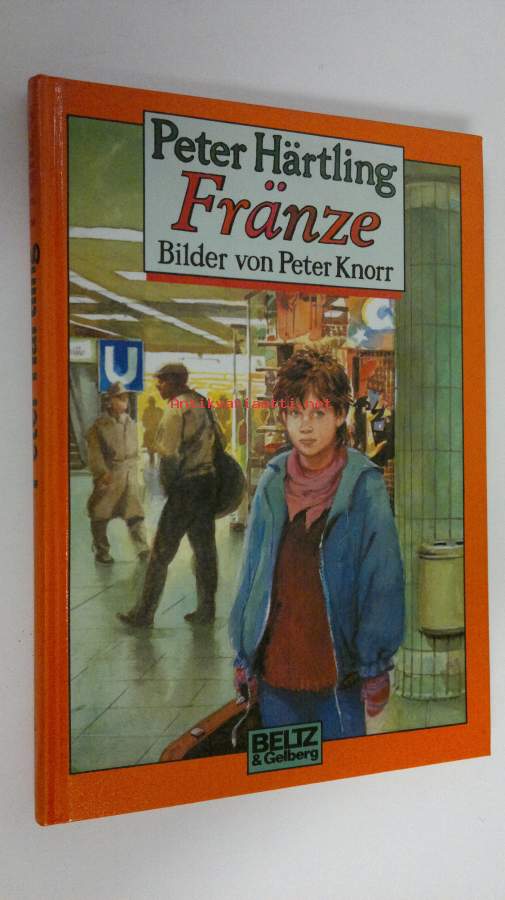 Peter Härtling
Fränze
Bilder von Peter Knorr
U
Antikvariaatti.net
BELTZ
& Gelberg